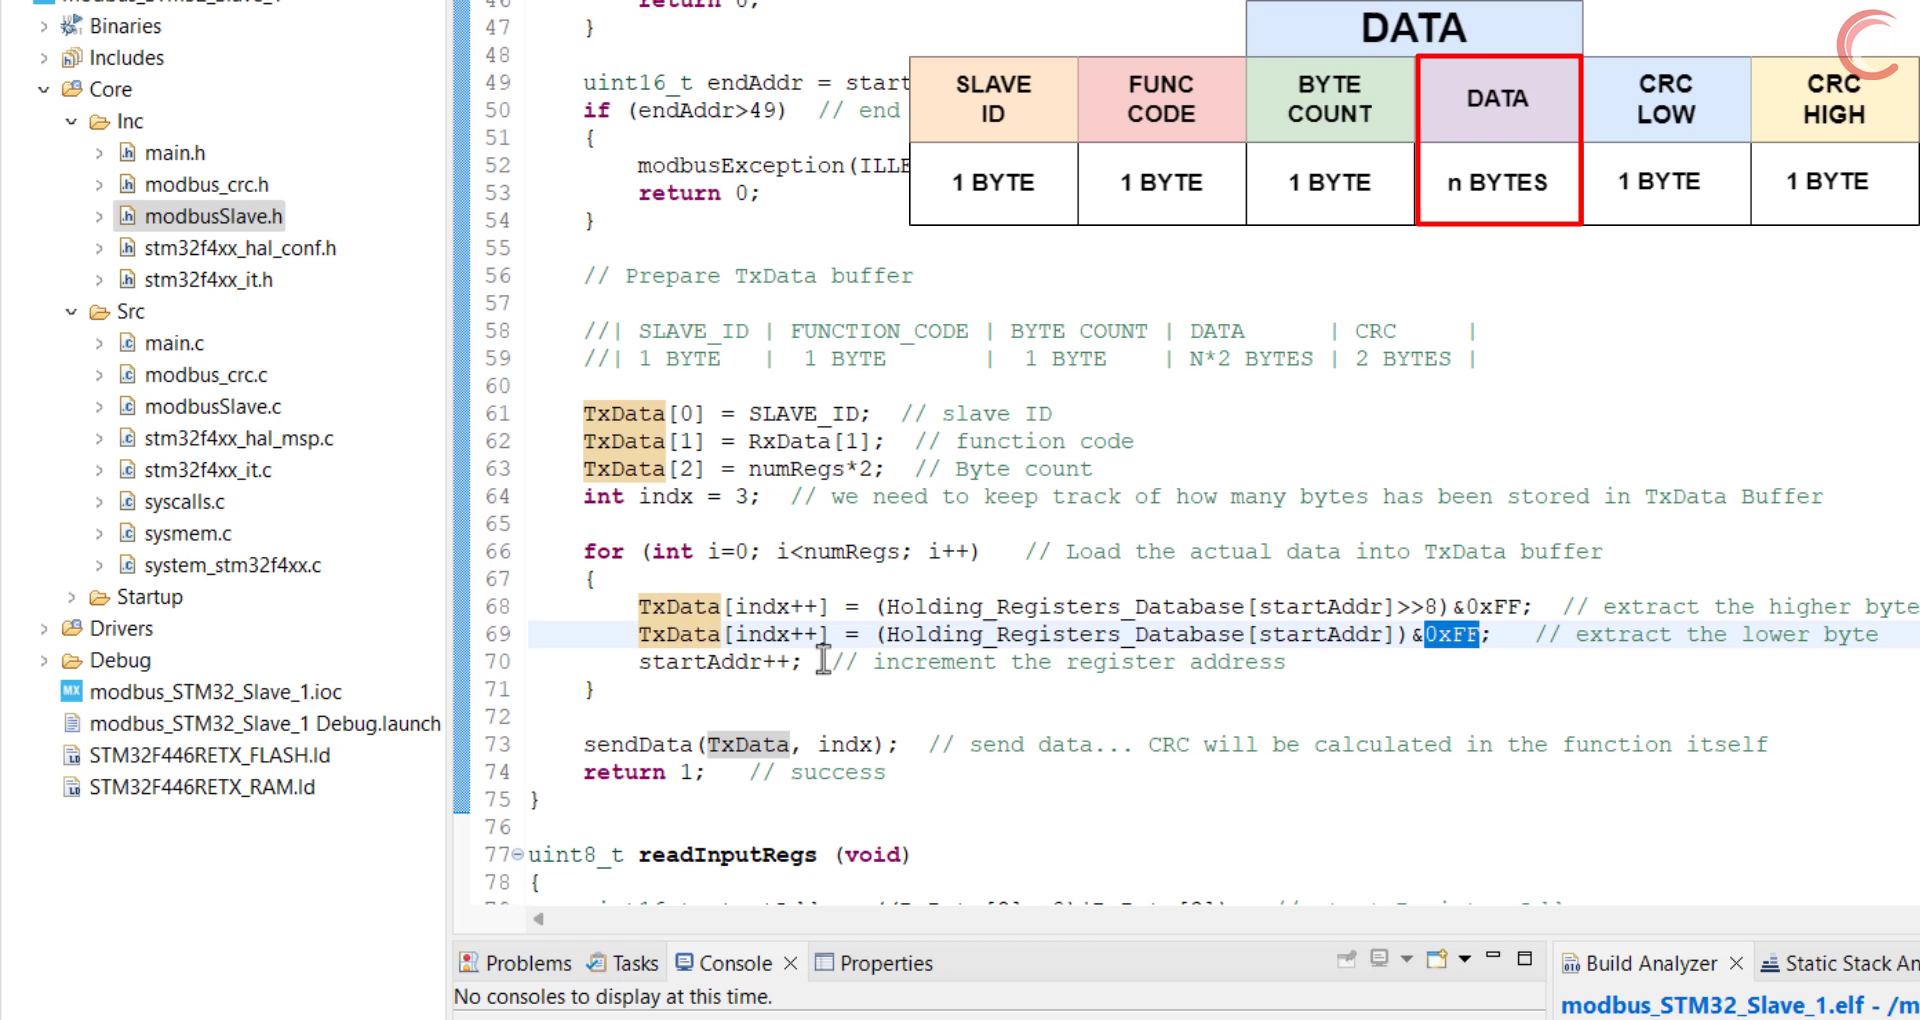 Binaries
Includes
Core
Inc
main.h
modbus_crc.h
modbusSlave.h
stm32f4xx_hal_conf.h
stm32f4xx_it.h
Src
main.c
modbus_crc.c
modbusSlave.c
stm32f4xx_hal_msp.c
stm32f4xx_it.c
syscalls.c
sysmem.c
system_stm32f4xx.c
Startup
Drivers
Debug
modbus_STM32_Slave_1.ioc
modbus_STM32_Slave_1 Debug.launch
STM32F446RETX_FLASH.ld
STM32F446RETX_RAM.ld
46 return 0;
47 }
48
49 uint16_t endAddr = start
50 if (endAddr>49) // end
51 {
52 modbusException(ILLE
53 return 0;
54 }
55
56 // Prepare TxData buffer
57
58 //| SLAVE_ID | FUNCTION_CODE | BYTE COUNT | DATA | CRC |
59 //| 1 BYTE | 1 BYTE | 1 BYTE | N*2 BYTES | 2 BYTES |
60
61 TxData[0] = SLAVE_ID; // slave ID
62 TxData[1] = RxData[1]; // function code
63 TxData[2] = numRegs*2; // Byte count
64 int indx = 3; // we need to keep track of how many bytes has been stored in TxData Buffer
65
66 for (int i=0; i<numRegs; i++) // Load the actual data into TxData buffer
67 {
68 TxData[indx++] = (Holding_Registers_Database[startAddr]>>8)&0xFF; // extract the higher byte
69 TxData[indx++] = (Holding_Registers_Database[startAddr])&0xFF; // extract the lower byte
70 startAddr++; // increment the register address
71 }
72
73 sendData(TxData, indx); // send data... CRC will be calculated in the function itself
74 return 1; // success
75 }
76
77 uint8_t readInputRegs (void)
78 {
DATA
SLAVE ID
FUNC CODE
BYTE COUNT
DATA
CRC LOW
CRC HIGH
1 BYTE
1 BYTE
1 BYTE
n BYTES
1 BYTE
1 BYTE
Problems Tasks Console Properties
No consoles to display at this time.
Build Analyzer Static Stack An
modbus_STM32_Slave_1.elf - /m